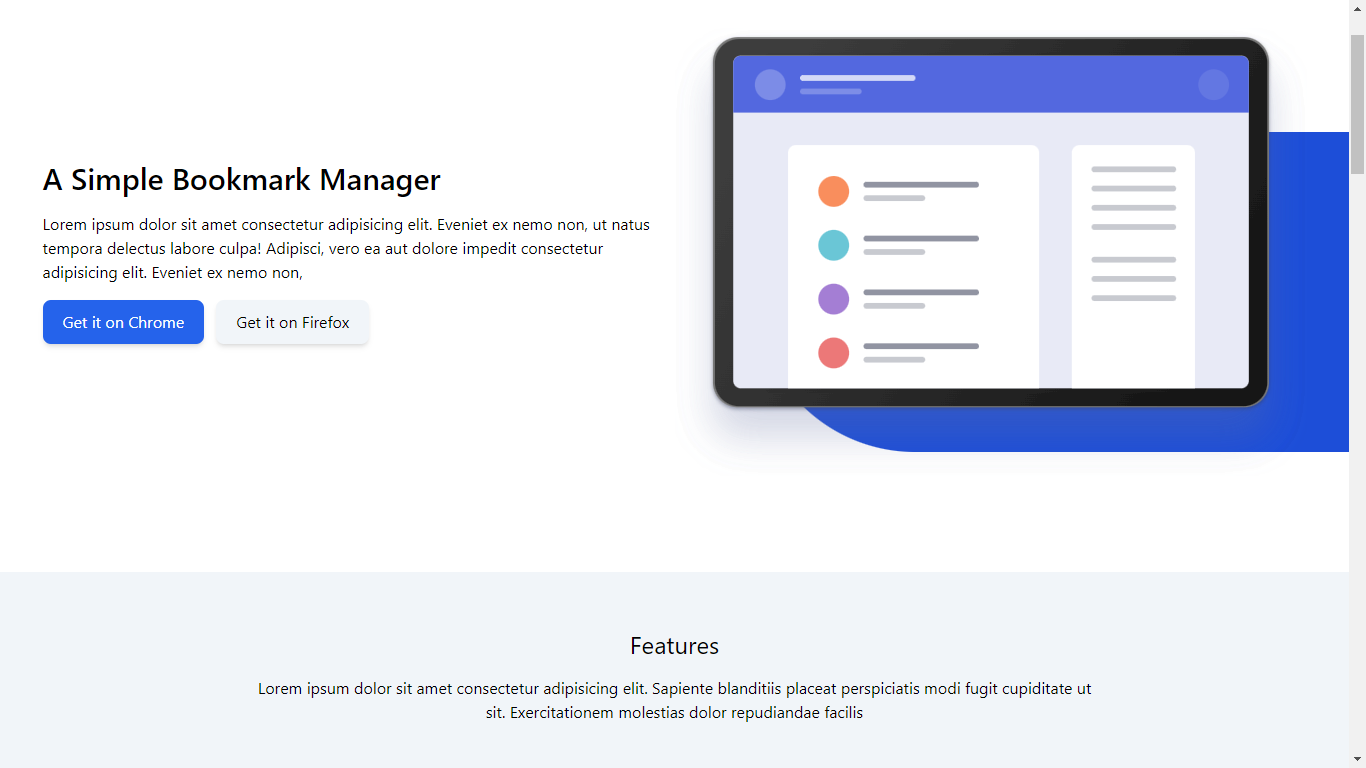 A Simple Bookmark Manager
Lorem ipsum dolor sit amet consectetur adipisicing elit. Eveniet ex nemo non, ut natus
tempora delectus labore culpa! Adipisci, vero ea aut dolore impedit consectetur
adipisicing elit. Eveniet ex nemo non,
Get it on Chrome
Get it on Firefox
Features
Lorem ipsum dolor sit amet consectetur adipisicing elit. Sapiente blanditiis placeat perspiciatis modi fugit cupiditate ut
sit. Exercitationem molestias dolor repudiandae facilis